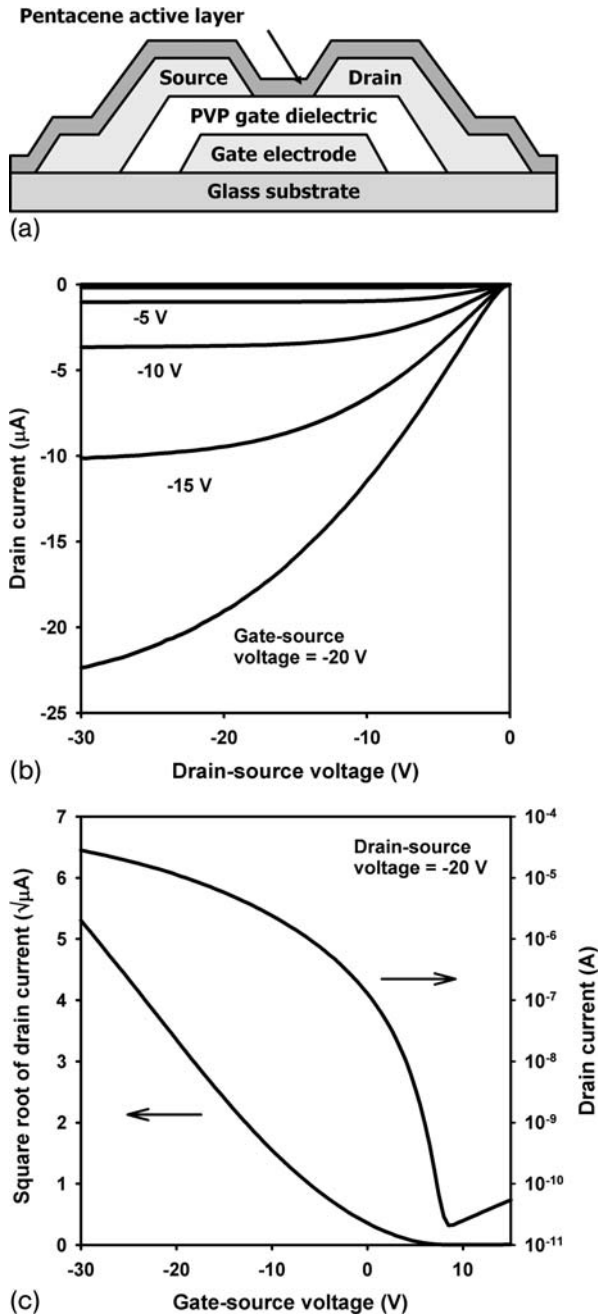 Pentacene active layer
Source
Drain
PVP gate dielectric
Gate electrode
Glass substrate
(a)
0
-5
-10
-15
-20
-25
Drain current (μA)
-5 V
-10 V
-15 V
Gate-source
voltage = -20 V
-30
-20
-10
0
(b)
Drain-source voltage (V)
7
6
5
4
3
2
1
0
Square root of drain current (√μA)
Drain-source
voltage = -20 V
10⁻⁴
10⁻⁵
10⁻⁶
10⁻⁷
10⁻⁸
10⁻⁹
10⁻¹⁰
10⁻¹¹
Drain current (A)
-30
-20
-10
0
10
(c)
Gate-source voltage (V)